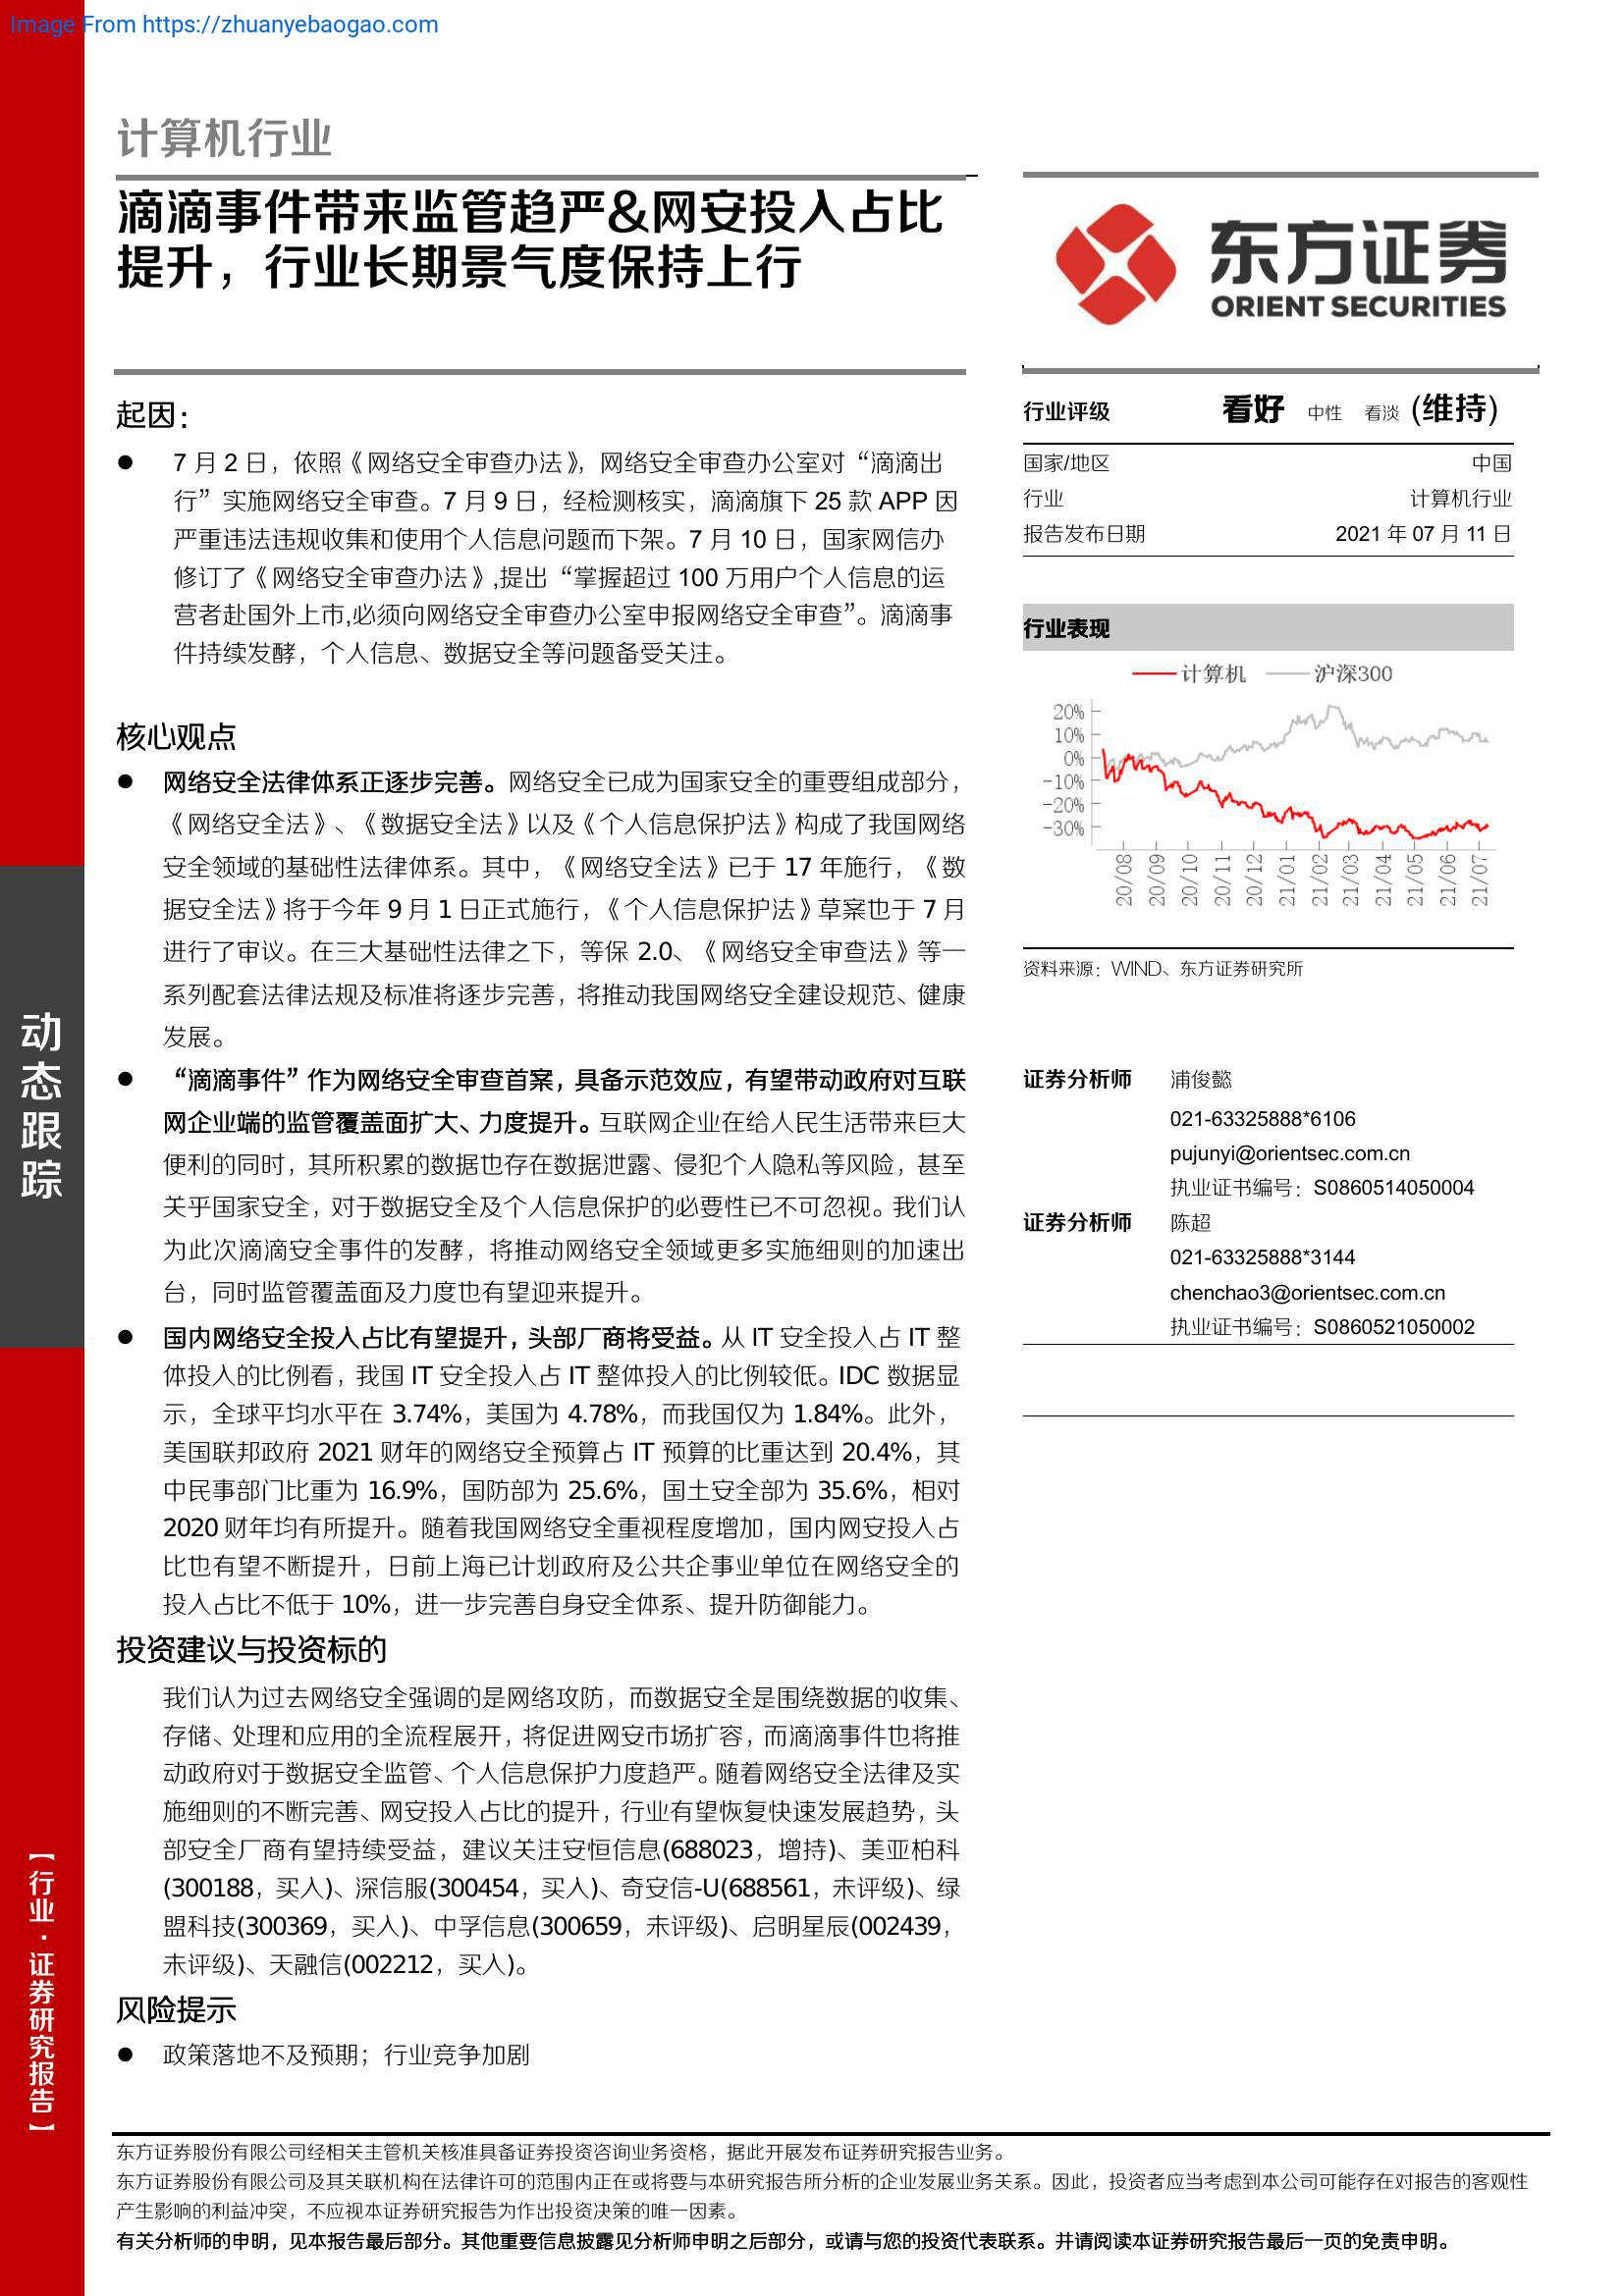 Image From https://zhuanyebaogao.com
计算机行业
滴滴事件带来监管趋严&网安投入占比
提升，行业长期景气度保持上行
东方证券
ORIENT SECURITIES
起因：
● 7 月 2 日，依照《网络安全审查办法》，网络安全审查办公室对“滴滴出
行”实施网络安全审查。7 月 9 日，经检测核实，滴滴旗下 25 款 APP 因
严重违法违规收集和使用个人信息问题而下架。7 月 10 日，国家网信办
修订了《网络安全审查办法》,提出“掌握超过 100 万用户个人信息的运
营者赴国外上市,必须向网络安全审查办公室申报网络安全审查”。滴滴事
件持续发酵，个人信息、数据安全等问题备受关注。
核心观点
● 网络安全法律体系正逐步完善。网络安全已成为国家安全的重要组成部分，
《网络安全法》、《数据安全法》以及《个人信息保护法》构成了我国网络
安全领域的基础性法律体系。其中，《网络安全法》已于 17 年施行，《数
据安全法》将于今年 9 月 1 日正式施行，《个人信息保护法》草案也于 7 月
进行了审议。在三大基础性法律之下，等保 2.0、《网络安全审查法》等一
系列配套法律法规及标准将逐步完善，将推动我国网络安全建设规范、健康
发展。
● “滴滴事件”作为网络安全审查首案，具备示范效应，有望带动政府对互联
网企业端的监管覆盖面扩大、力度提升。互联网企业在给人民生活带来巨大
便利的同时，其所积累的数据也存在数据泄露、侵犯个人隐私等风险，甚至
关乎国家安全，对于数据安全及个人信息保护的必要性已不可忽视。我们认
为此次滴滴安全事件的发酵，将推动网络安全领域更多实施细则的加速出
台，同时监管覆盖面及力度也有望迎来提升。
● 国内网络安全投入占比有望提升，头部厂商将受益。从 IT 安全投入占 IT 整
体投入的比例看，我国 IT 安全投入占 IT 整体投入的比例较低。IDC 数据显
示，全球平均水平在 3.74%，美国为 4.78%，而我国仅为 1.84%。此外，
美国联邦政府 2021 财年的网络安全预算占 IT 预算的比重达到 20.4%，其
中民事部门比重为 16.9%，国防部为 25.6%，国土安全部为 35.6%，相对
2020 财年均有所提升。随着我国网络安全重视程度增加，国内网安投入占
比也有望不断提升，日前上海已计划政府及公共企事业单位在网络安全的
投入占比不低于 10%，进一步完善自身安全体系、提升防御能力。
投资建议与投资标的
我们认为过去网络安全强调的是网络攻防，而数据安全是围绕数据的收集、
存储、处理和应用的全流程展开，将促进网安市场扩容，而滴滴事件也将推
动政府对于数据安全监管、个人信息保护力度趋严。随着网络安全法律及实
施细则的不断完善、网安投入占比的提升，行业有望恢复快速发展趋势，头
部安全厂商有望持续受益，建议关注安恒信息(688023，增持)、美亚柏科
(300188，买入)、深信服(300454，买入)、奇安信-U(688561，未评级)、绿
盟科技(300369，买入)、中孚信息(300659，未评级)、启明星辰(002439，
未评级)、天融信(002212，买入)。
风险提示
● 政策落地不及预期；行业竞争加剧
行业评级 看好 中性 看淡 (维持)
国家/地区 中国
行业 计算机行业
报告发布日期 2021 年 07 月 11 日
行业表现
计算机 沪深300
20%
10%
0%
-10%
-20%
-30%
20/08 20/09 20/10 20/11 20/12 21/01 21/02 21/03 21/04 21/05 21/06 21/07
资料来源：WIND、东方证券研究所
证券分析师 浦俊懿
021-63325888*6106
pujunyi@orientsec.com.cn
执业证书编号：S0860514050004
证券分析师 陈超
021-63325888*3144
chenchao3@orientsec.com.cn
执业证书编号：S0860521050002
动态跟踪
【行业·证券研究报告】
东方证券股份有限公司经相关主管机关核准具备证券投资咨询业务资格，据此开展发布证券研究报告业务。
东方证券股份有限公司及其关联机构在法律许可的范围内正在或将要与本研究报告所分析的企业发展业务关系。因此，投资者应当考虑到本公司可能存在对报告的客观性
产生影响的利益冲突，不应视本证券研究报告为作出投资决策的唯一因素。
有关分析师的申明，见本报告最后部分。其他重要信息披露见分析师申明之后部分，或请与您的投资代表联系。并请阅读本证券研究报告最后一页的免责申明。